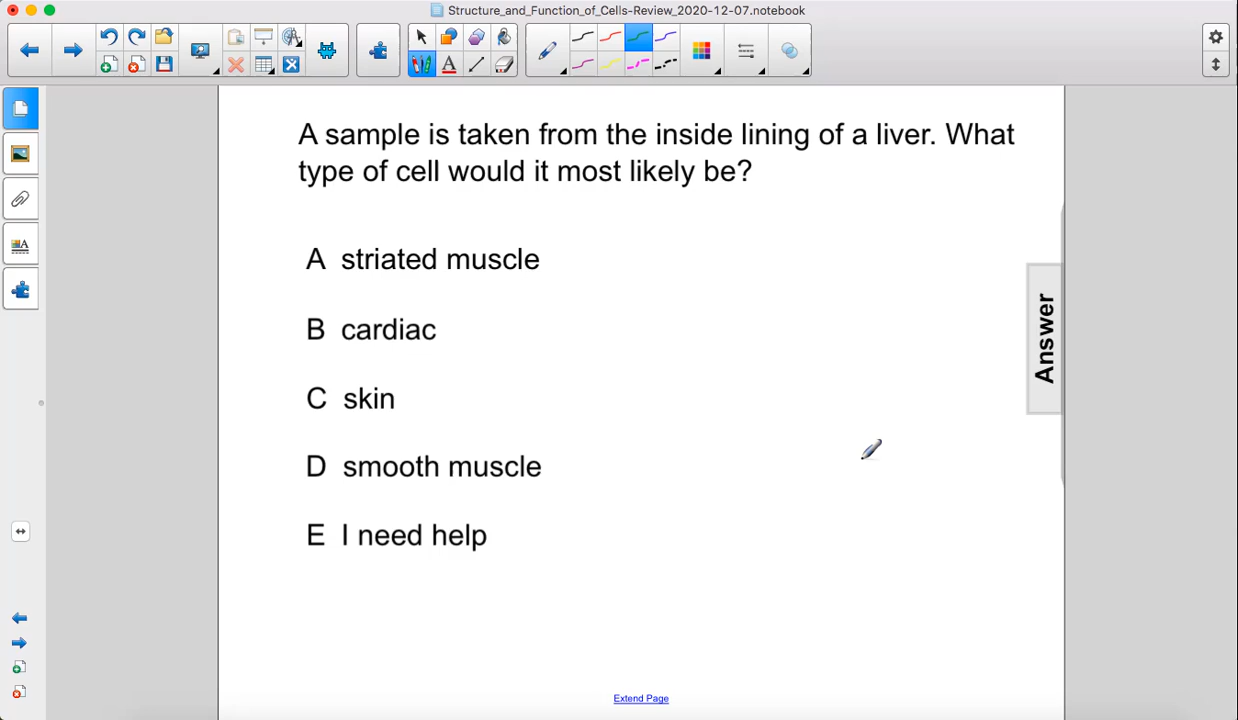 Structure_and_Function_of_Cells-Review_2020-12-07.notebook
A sample is taken from the inside lining of a liver. What
type of cell would it most likely be?
A striated muscle
B cardiac
C skin
D smooth muscle
E I need help
Answer
Extend Page